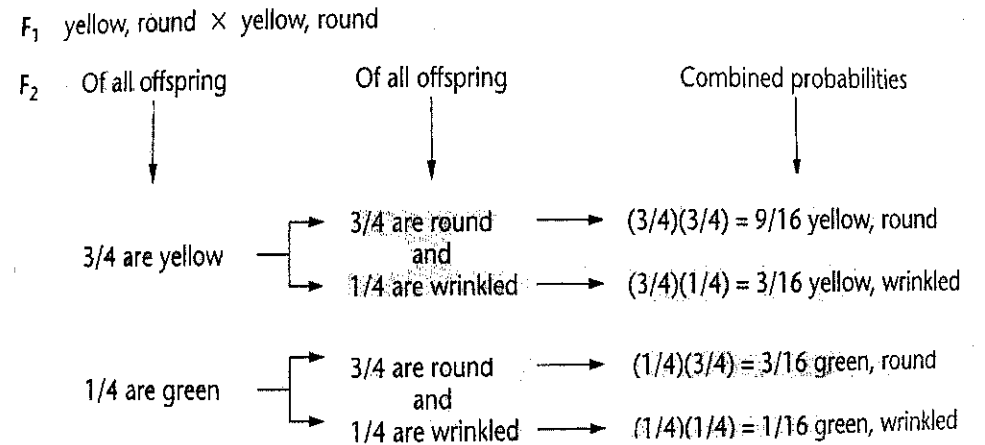 F1 yellow, round × yellow, round
F2 Of all offspring Of all offspring Combined probabilities
3/4 are round (3/4)(3/4) = 9/16 yellow, round
3/4 are yellow and
1/4 are wrinkled (3/4)(1/4) = 3/16 yellow, wrinkled
3/4 are round (1/4)(3/4) = 3/16 green, round
1/4 are green and
1/4 are wrinkled (1/4)(1/4) = 1/16 green, wrinkled